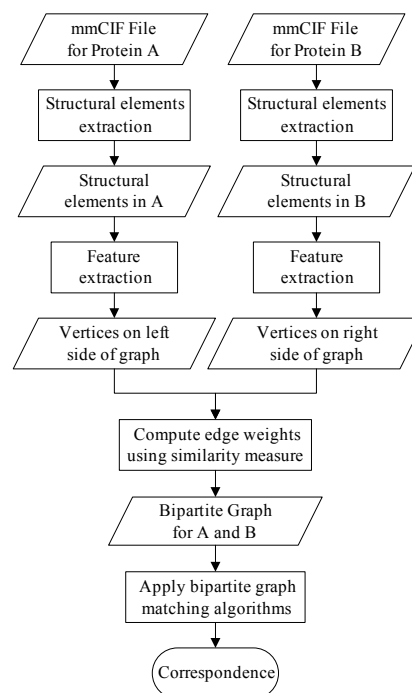 mmCIF File
for Protein A
mmCIF File
for Protein B
Structural elements
extraction
Structural elements
extraction
Structural
elements in A
Structural
elements in B
Feature
extraction
Feature
extraction
Vertices on left
side of graph
Vertices on right
side of graph
Compute edge weights
using similarity measure
Bipartite Graph
for A and B
Apply bipartite graph
matching algorithms
Correspondence